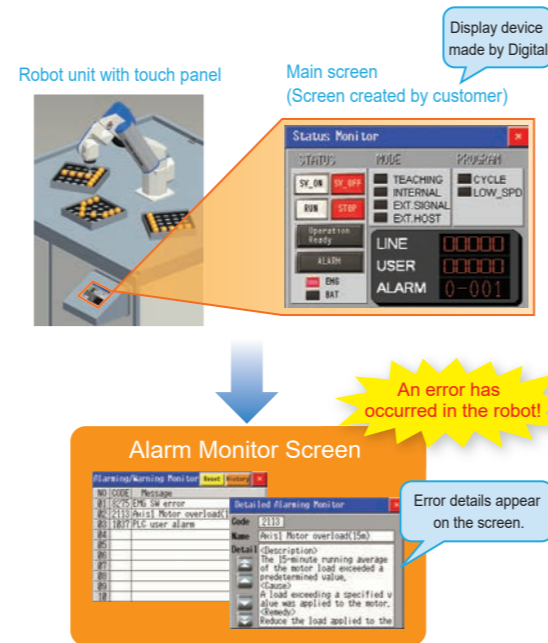 Display device
made by Digital
Robot unit with touch panel
Main screen
(Screen created by customer)
Status Monitor
STATUS
MODE
PROGRAM
SV_ON
SV_OFF
RUN
STOP
Operation
Ready
ALARM
EMG
BAT
TEACHING
INTERNAL
EXT.SIGNAL
EXT.HOST
CYCLE
LOW_SPD
LINE 00000
USER 00000
ALARM 0-001
An error has
occurred in the robot!
Alarm Monitor Screen
Alarming/Warning Monitor Reset History
NO CODE Message
01 8275 EMG SW error
02 2113 Axis1 Motor overload(1
03 1037 PLC user alarm
04
05
06
07
08
09
10
Detailed Alarming Monitor
Code 2113
Name Axis1 Motor overload(15m)
Detail <Description>
The 15-minute running average
of the motor load exceeded a
predetermined value,
<Cause>
A load exceeding a specified v
alue was applied to the motor,
<Remedy>
Reduce the load applied to the
Error details appear
on the screen.